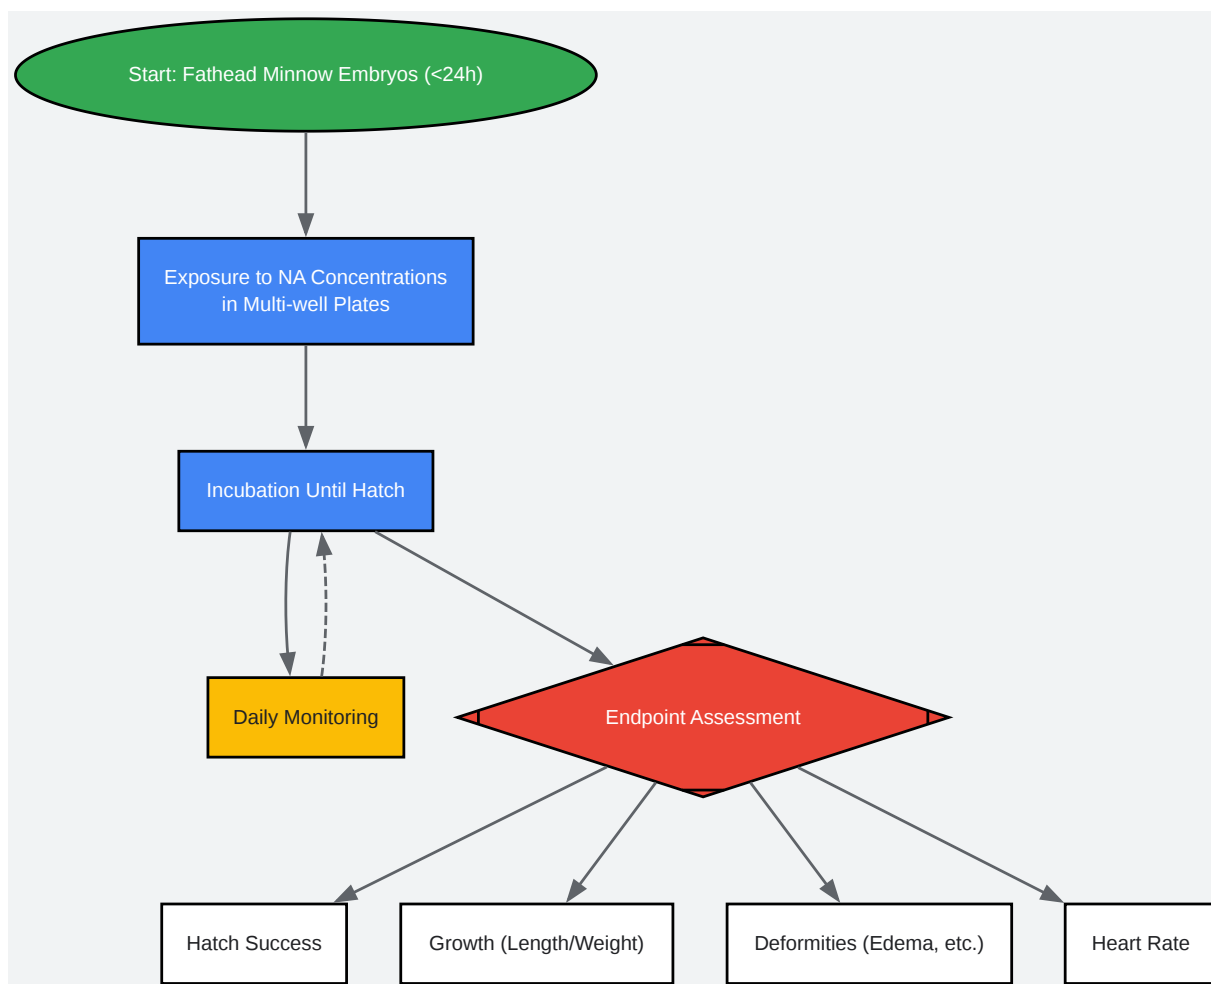 Start: Fathead Minnow Embryos (<24h)
Exposure to NA Concentrations
in Multi-well Plates
Incubation Until Hatch
Daily Monitoring
Endpoint Assessment
Hatch Success
Growth (Length/Weight)
Deformities (Edema, etc.)
Heart Rate